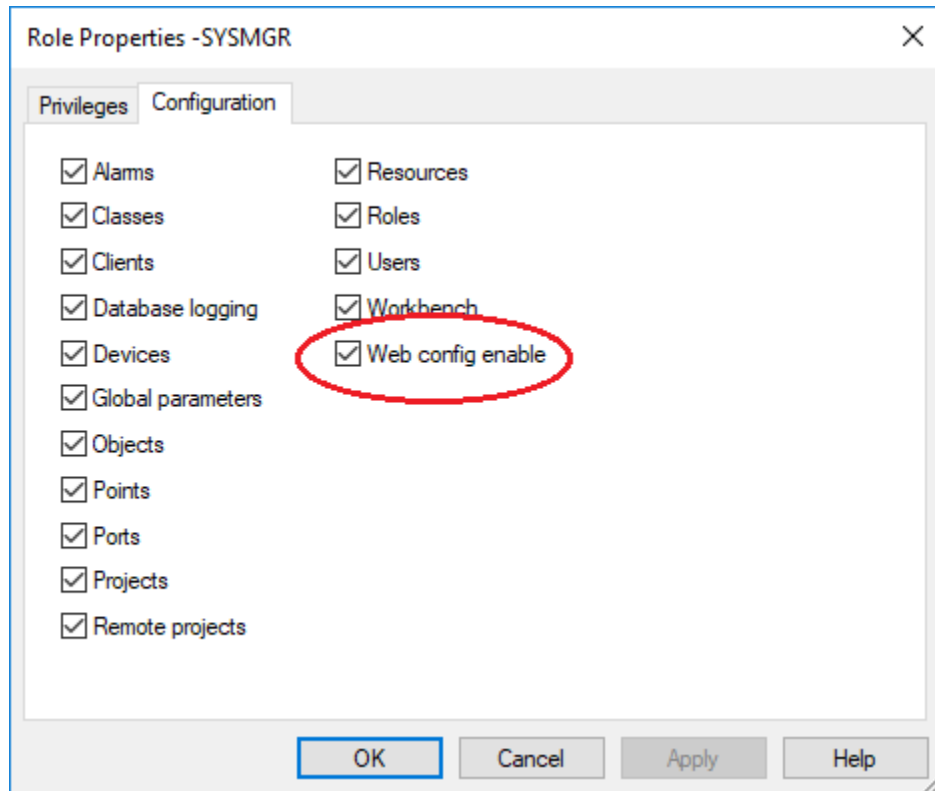 Role Properties -SYSMGR
Privileges
Configuration
Alarms
Classes
Clients
Database logging
Devices
Global parameters
Objects
Points
Ports
Projects
Remote projects
Resources
Roles
Users
Workbench
Web config enable
OK
Cancel
Apply
Help